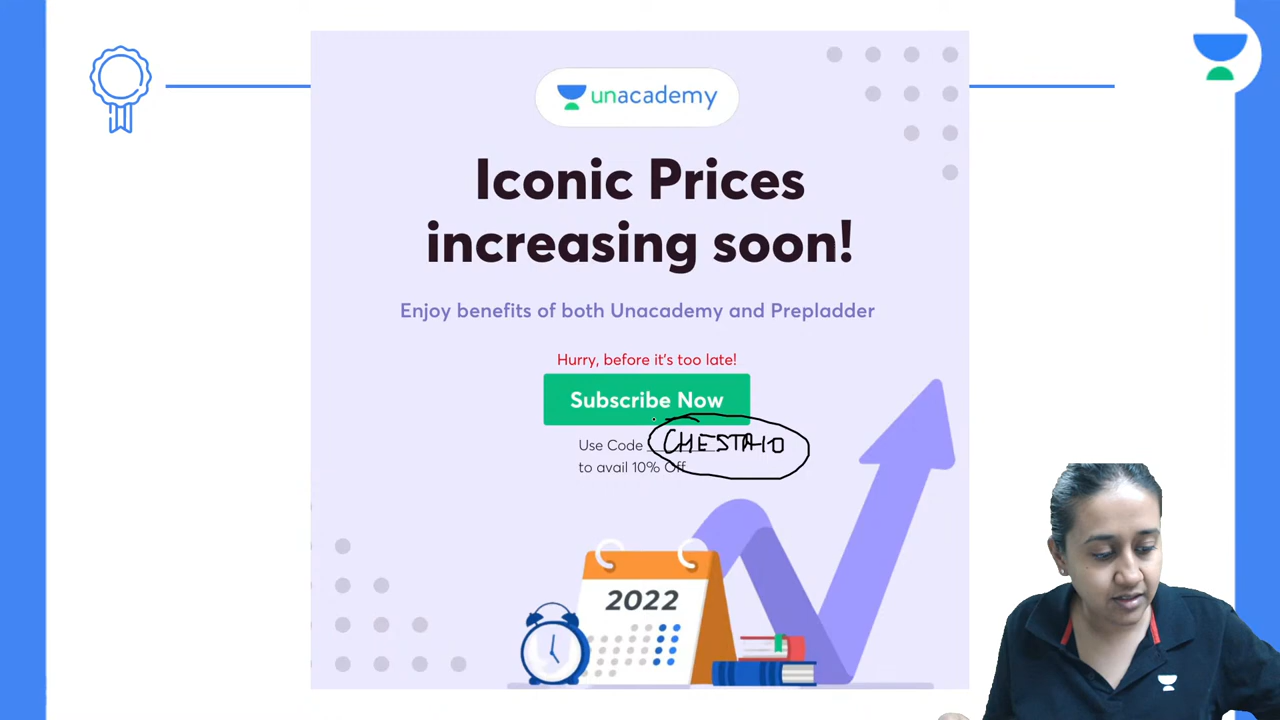 unacademy
Iconic Prices
increasing soon!
Enjoy benefits of both Unacademy and Prepladder
Hurry, before it's too late!
Subscribe Now
Use Code CHESTA10
to avail 10% Off
2022